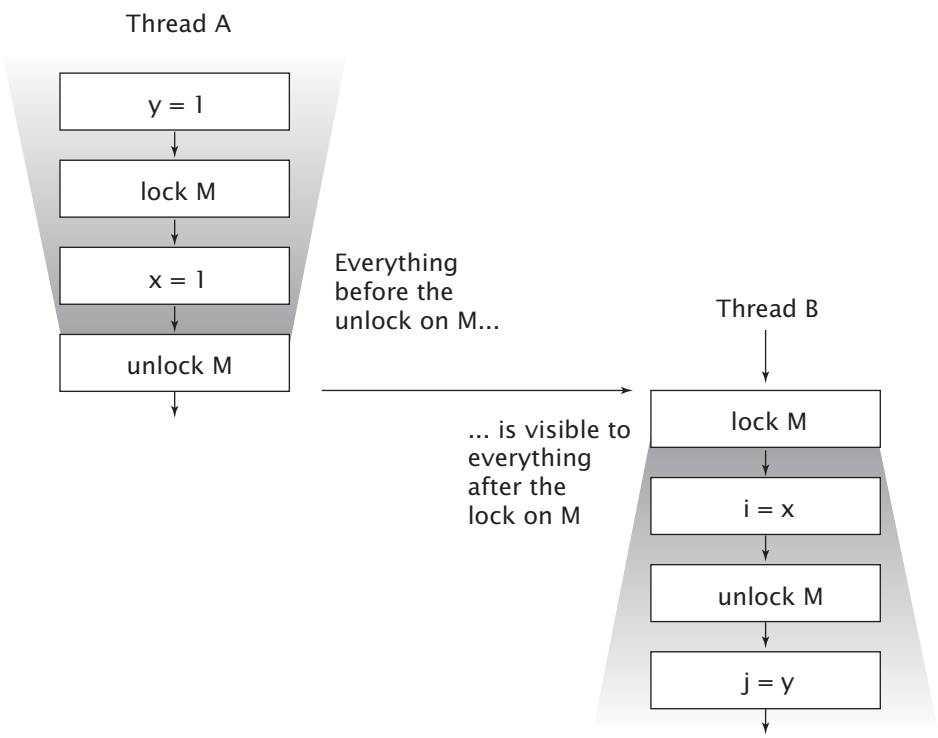 Thread A
y = 1
lock M
x = 1
unlock M
Everything
before the
unlock on M...
Thread B
... is visible to
everything
after the
lock on M
lock M
i = x
unlock M
j = y